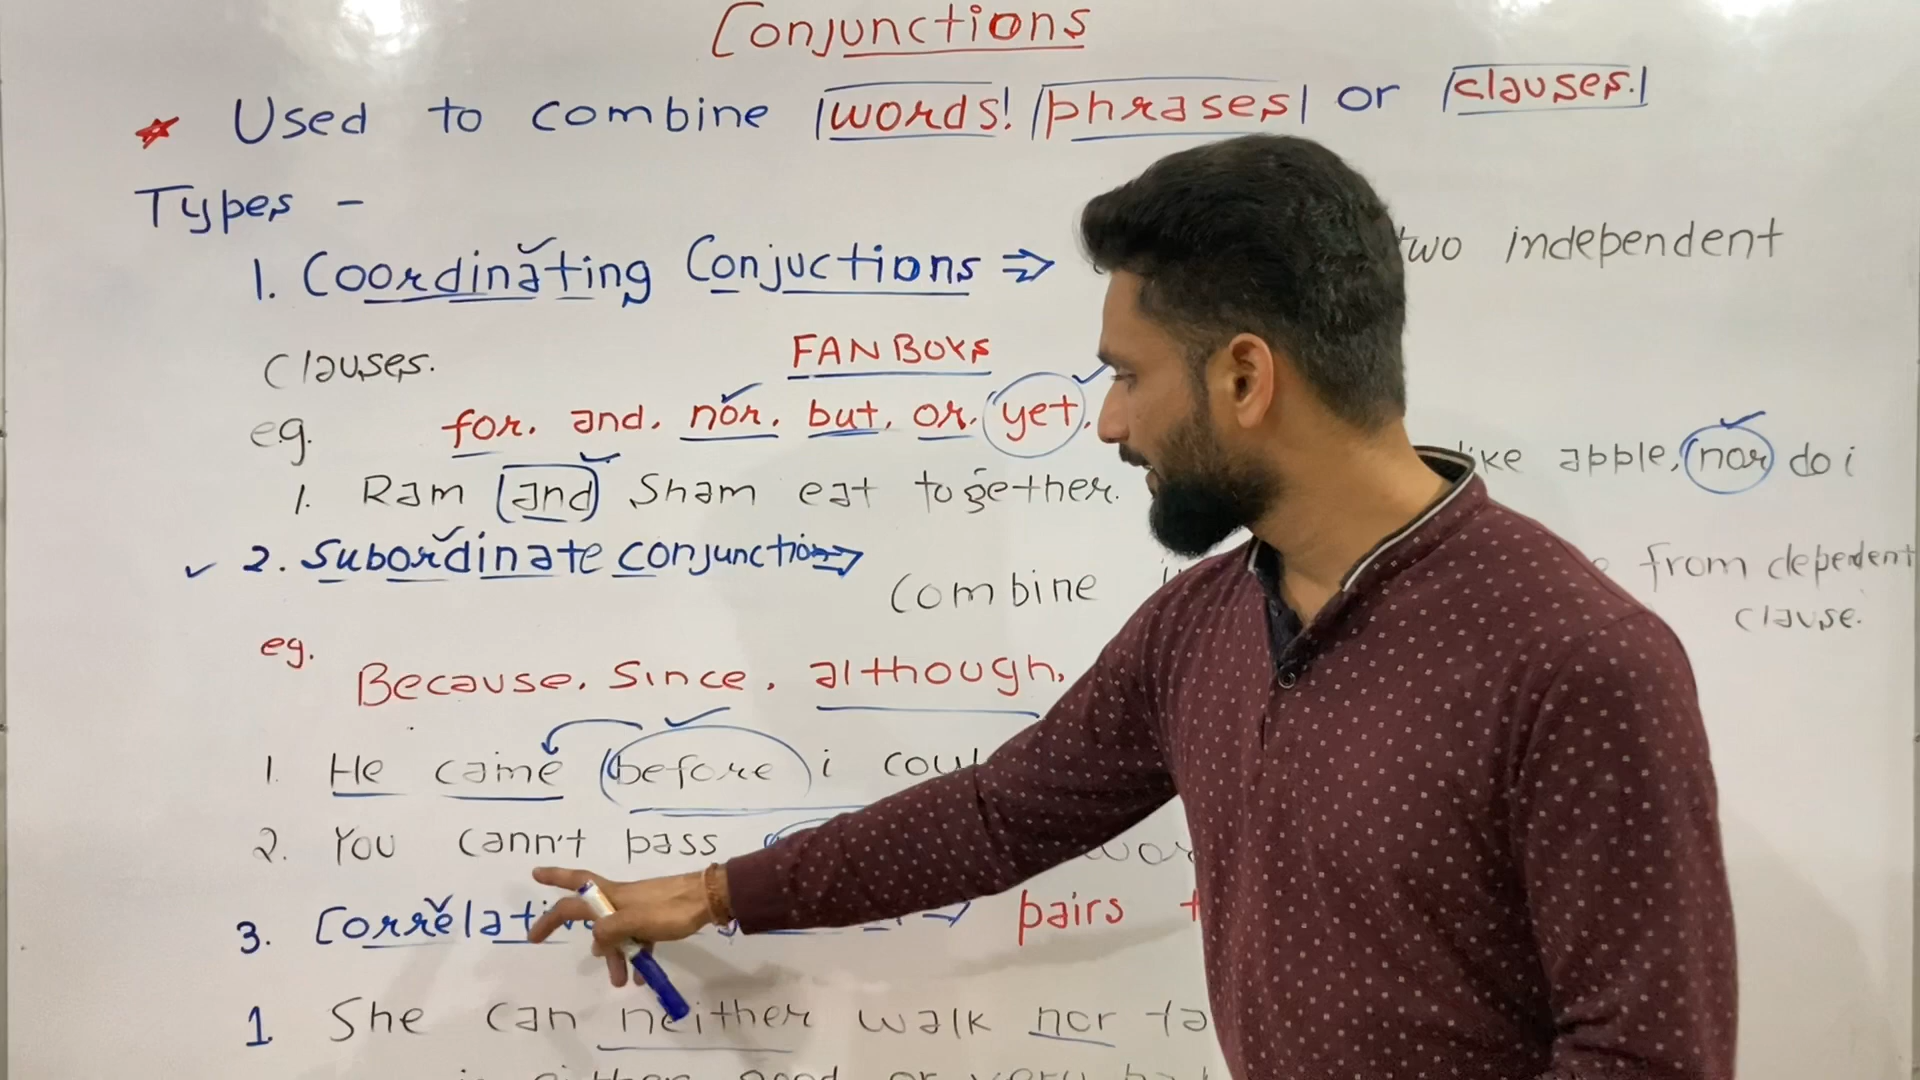 Conjunctions
* Used to combine words! phrases or clauses.
Types -
1. Coordinating Conjuctions ⇒ two independent
Clauses.
FANBOYS
eg. for. and. nor. but. or. yet.
1. Ram and Sham eat together. like apple, nor do i
2. Subordinate conjunction ⇒
Combine from dependent
clause.
eg. Because. Since. although.
1. He came before i
2. You cann't pass
3. → pairs
1 She can neither walk nor
good or very